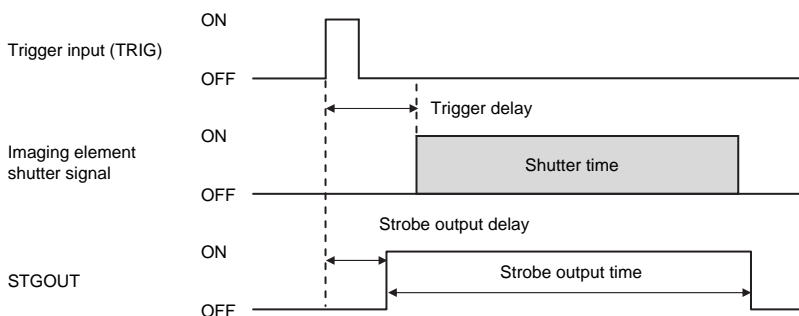 ON
Trigger input (TRIG)
OFF
Trigger delay
ON
Imaging element
shutter signal
Shutter time
OFF
Strobe output delay
ON
STGOUT
Strobe output time
OFF